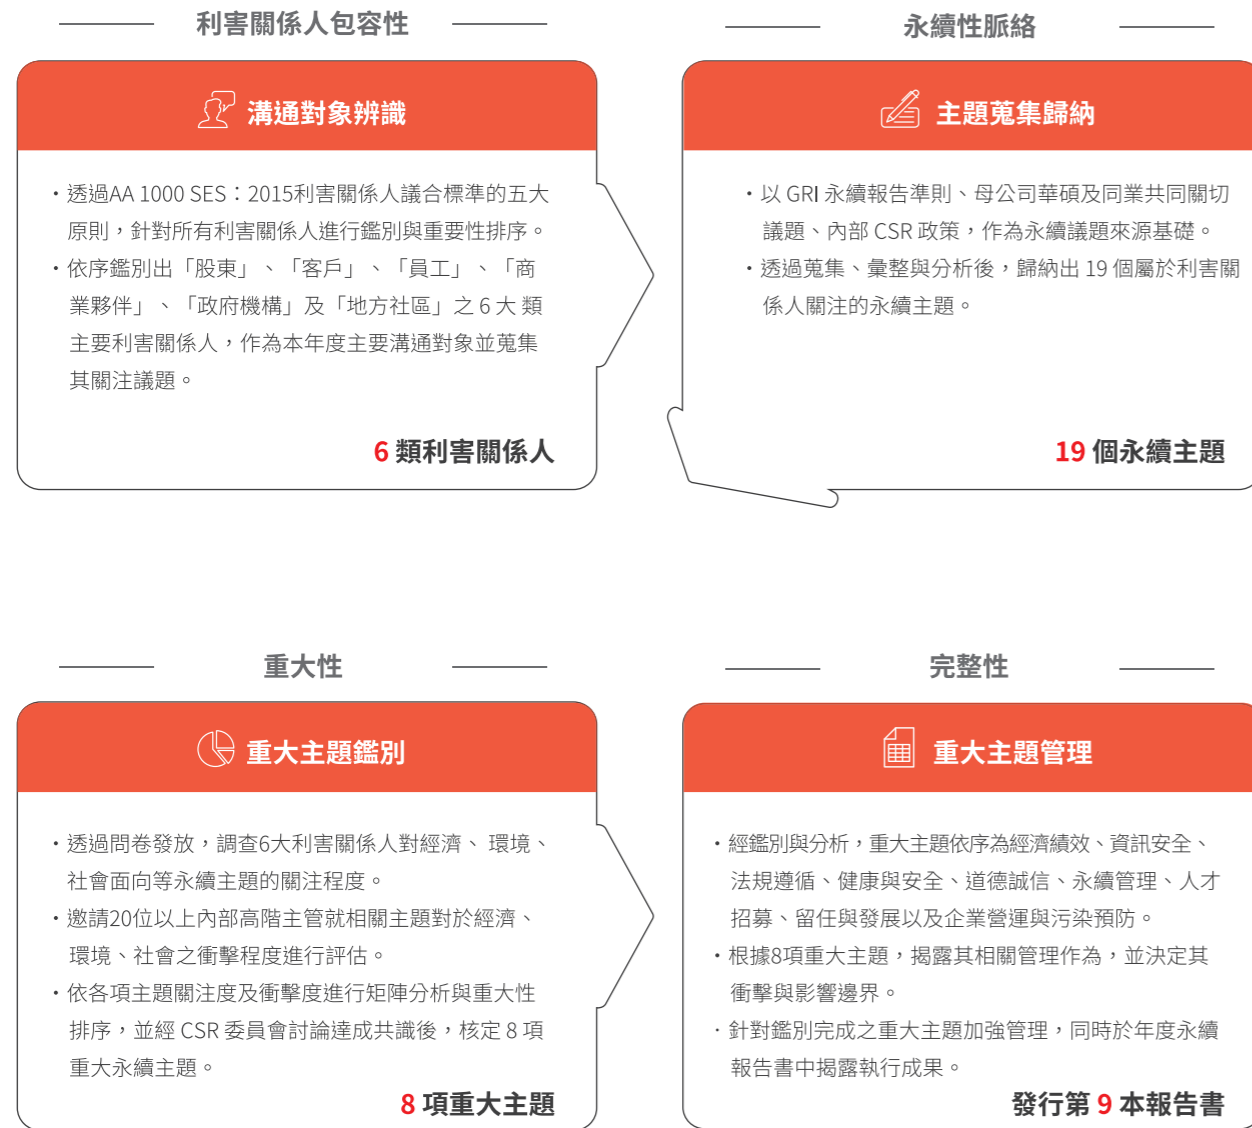 利害關係人包容性
溝通對象辨識
・透過AA 1000 SES：2015利害關係人議合標準的五大
原則，針對所有利害關係人進行鑑別與重要性排序。
・依序鑑別出「股東」、「客戶」、「員工」、「商
業夥伴」、「政府機構」及「地方社區」之 6 大 類
主要利害關係人，作為本年度主要溝通對象並蒐集
其關注議題。
6 類利害關係人
永續性脈絡
主題蒐集歸納
・以 GRI 永續報告準則、母公司華碩及同業共同關切
議題、內部 CSR 政策，作為永續議題來源基礎。
・透過蒐集、彙整與分析後，歸納出 19 個屬於利害關
係人關注的永續主題。
19 個永續主題
重大性
重大主題鑑別
・透過問卷發放，調查6大利害關係人對經濟、 環境、
社會面向等永續主題的關注程度。
・邀請20位以上內部高階主管就相關主題對於經濟、
環境、社會之衝擊程度進行評估。
・依各項主題關注度及衝擊度進行矩陣分析與重大性
排序，並經 CSR 委員會討論達成共識後，核定 8 項
重大永續主題。
8 項重大主題
完整性
重大主題管理
・經鑑別與分析，重大主題依序為經濟績效、資訊安全、
法規遵循、健康與安全、道德誠信、永續管理、人才
招募、留任與發展以及企業營運與污染預防。
・根據8項重大主題，揭露其相關管理作為，並決定其
衝擊與影響邊界。
・針對鑑別完成之重大主題加強管理，同時於年度永續
報告書中揭露執行成果。
發行第 9 本報告書